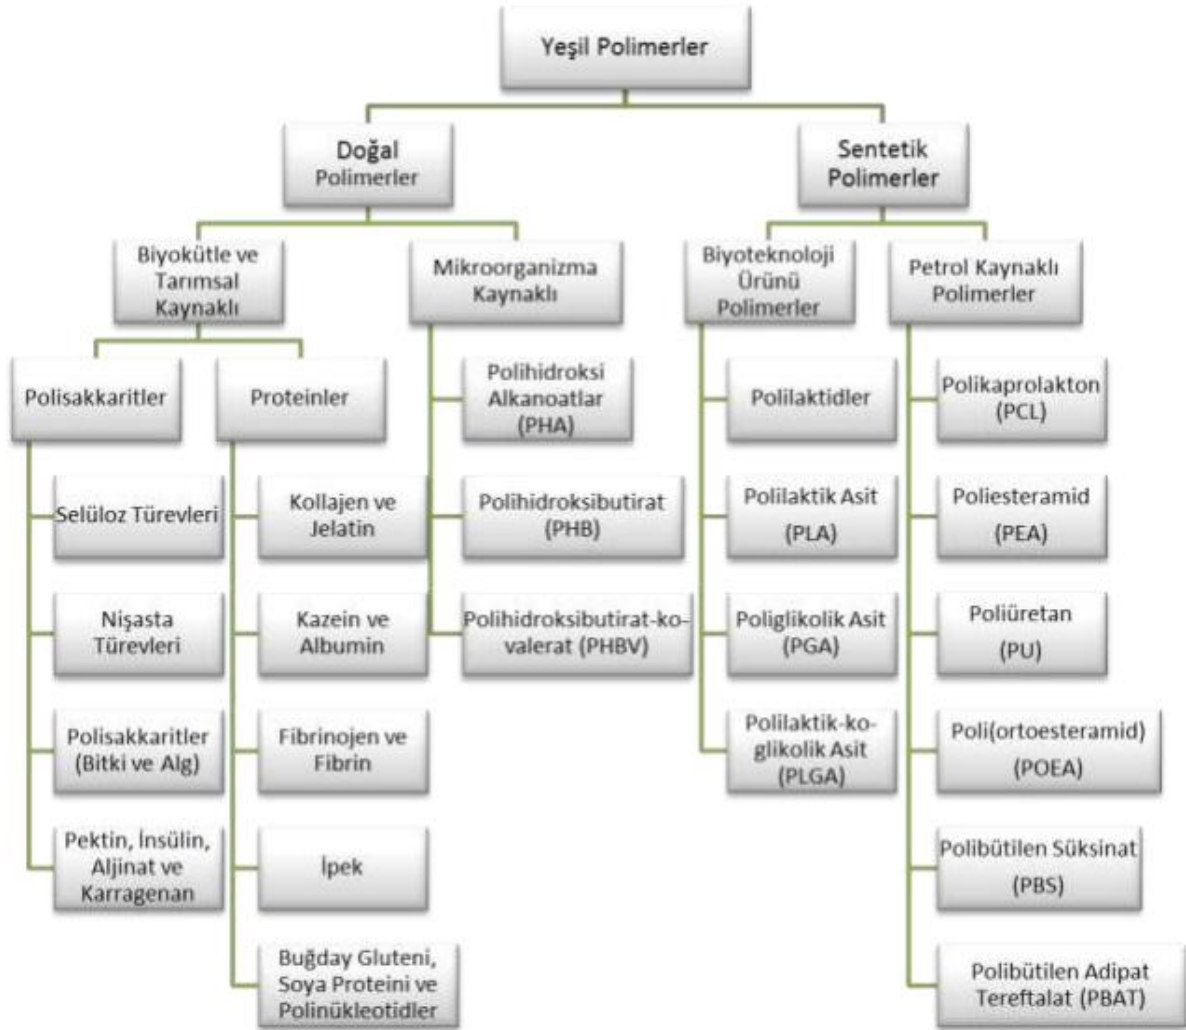 Yeşil Polimerler
Doğal
Polimerler
Sentetik
Polimerler
Biyokütle ve
Tarımsal
Kaynaklı
Mikroorganizma
Kaynaklı
Biyoteknoloji
Ürünü
Polimerler
Petrol Kaynaklı
Polimerler
Polisakkaritler
Proteinler
Polihidroksi
Alkanoatlar
(PHA)
Polilaktidler
Polikaprolakton
(PCL)
Selüloz Türevleri
Kollajen ve
Jelatin
Polihidroksibutirat
(PHB)
Polilaktik Asit
(PLA)
Poliesteramid
(PEA)
Nişasta
Türevleri
Kazein ve
Albumin
Polihidroksibutirat-ko-
valerat (PHBV)
Poliglikolik Asit
(PGA)
Poliüretan
(PU)
Polisakkaritler
(Bitki ve Alg)
Fibrinojen ve
Fibrin
Polilaktik-ko-
glikolik Asit
(PLGA)
Poli(ortoesteramid)
(POEA)
Pektin, İnsülin,
Aljinat ve
Karragenan
İpek
Polibütilen Süksinat
(PBS)
Buğday Gluteni,
Soya Proteini ve
Polinükleotidler
Polibütilen Adipat
Tereftalat (PBAT)